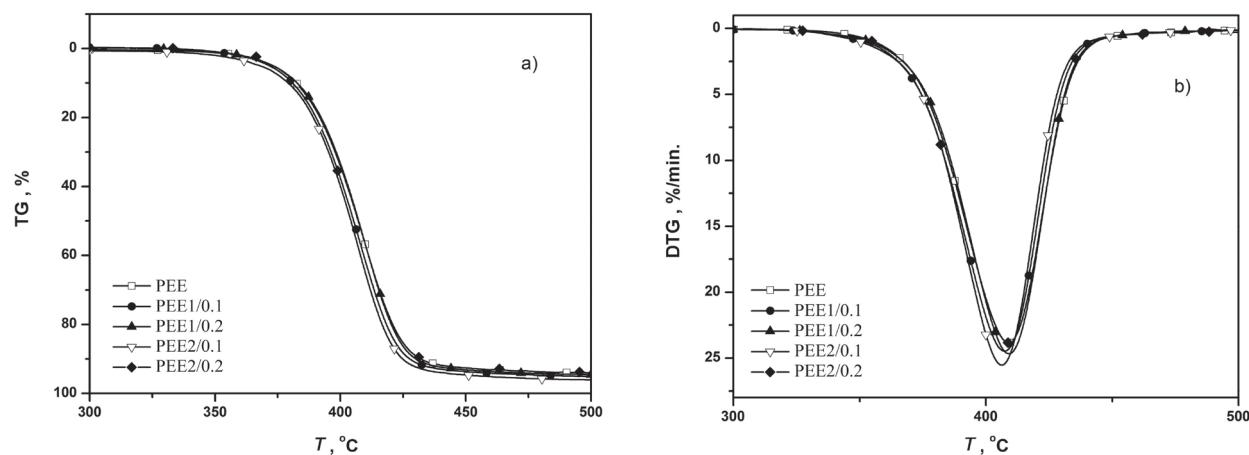 a)
0
20
40
60
80
100
TG , %
PEE
PEE1/0.1
PEE1/0.2
PEE2/0.1
PEE2/0.2
300
350
400
450
500
T , °C
b)
0
5
10
15
20
25
DTG , %/min.
PEE
PEE1/0.1
PEE1/0.2
PEE2/0.1
PEE2/0.2
300
400
500
T , °C